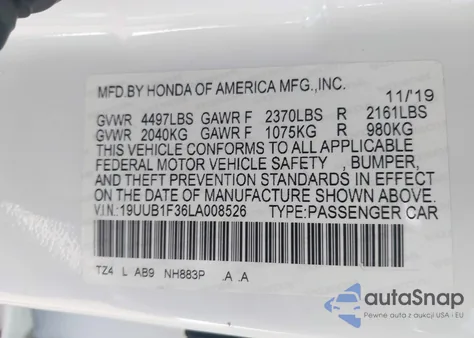 MFD.BY HONDA OF AMERICA MFG.,INC.
11/'19
GVWR 4497LBS GAWR F 2370LBS R 2161LBS
GVWR 2040KG GAWR F 1075KG R 980KG
THIS VEHICLE CONFORMS TO ALL APPLICABLE
FEDERAL MOTOR VEHICLE SAFETY , BUMPER,
AND THEFT PREVENTION STANDARDS IN EFFECT
ON THE DATE OF MANUFACTURE SHOWN ABOVE.
V.I.N.:19UUB1F36LA008526 TYPE:PASSENGER CAR
TZ4 L AB9 NH883P .A .A
autoSnap
Pewne auta z aukcji USA i EU